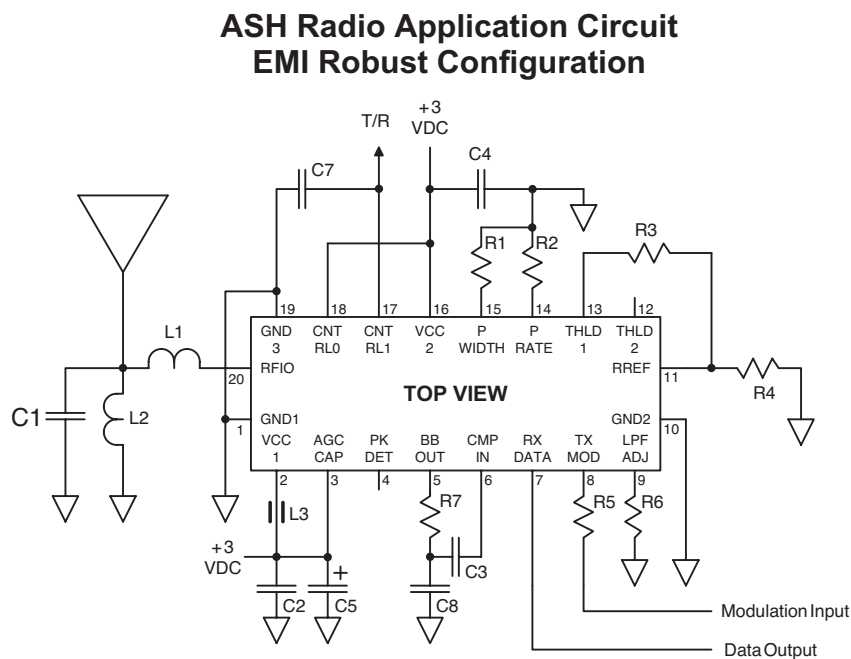 ASH Radio Application Circuit
EMI Robust Configuration
+3
VDC
T/R
C7
C4
R1
R2
R3
19
18
17
16
15
14
13
12
GND
3
CNT
RL0
CNT
RL1
VCC
2
P
WIDTH
P
RATE
THLD
1
THLD
2
L1
20
RFIO
RREF
11
R4
TOP VIEW
C1
L2
1
GND1
GND2
10
VCC
1
AGC
CAP
PK
DET
BB
OUT
CMP
IN
RX
DATA
TX
MOD
LPF
ADJ
2
3
4
5
6
7
8
9
L3
R7
R5
R6
+3
VDC
C3
C2
+
C5
C8
Modulation Input
Data Output